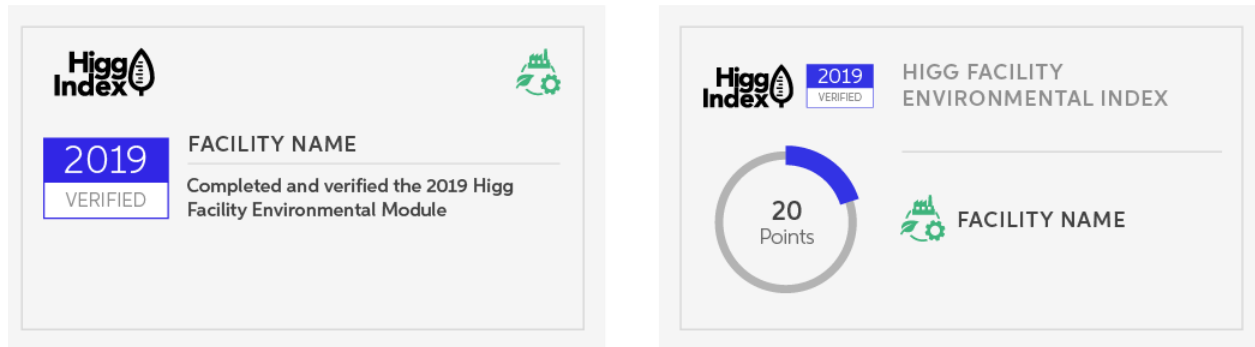 Higg
Index
2019
VERIFIED
FACILITY NAME
Completed and verified the 2019 Higg
Facility Environmental Module
Higg
Index
2019
VERIFIED
HIGG FACILITY
ENVIRONMENTAL INDEX
20
Points
FACILITY NAME